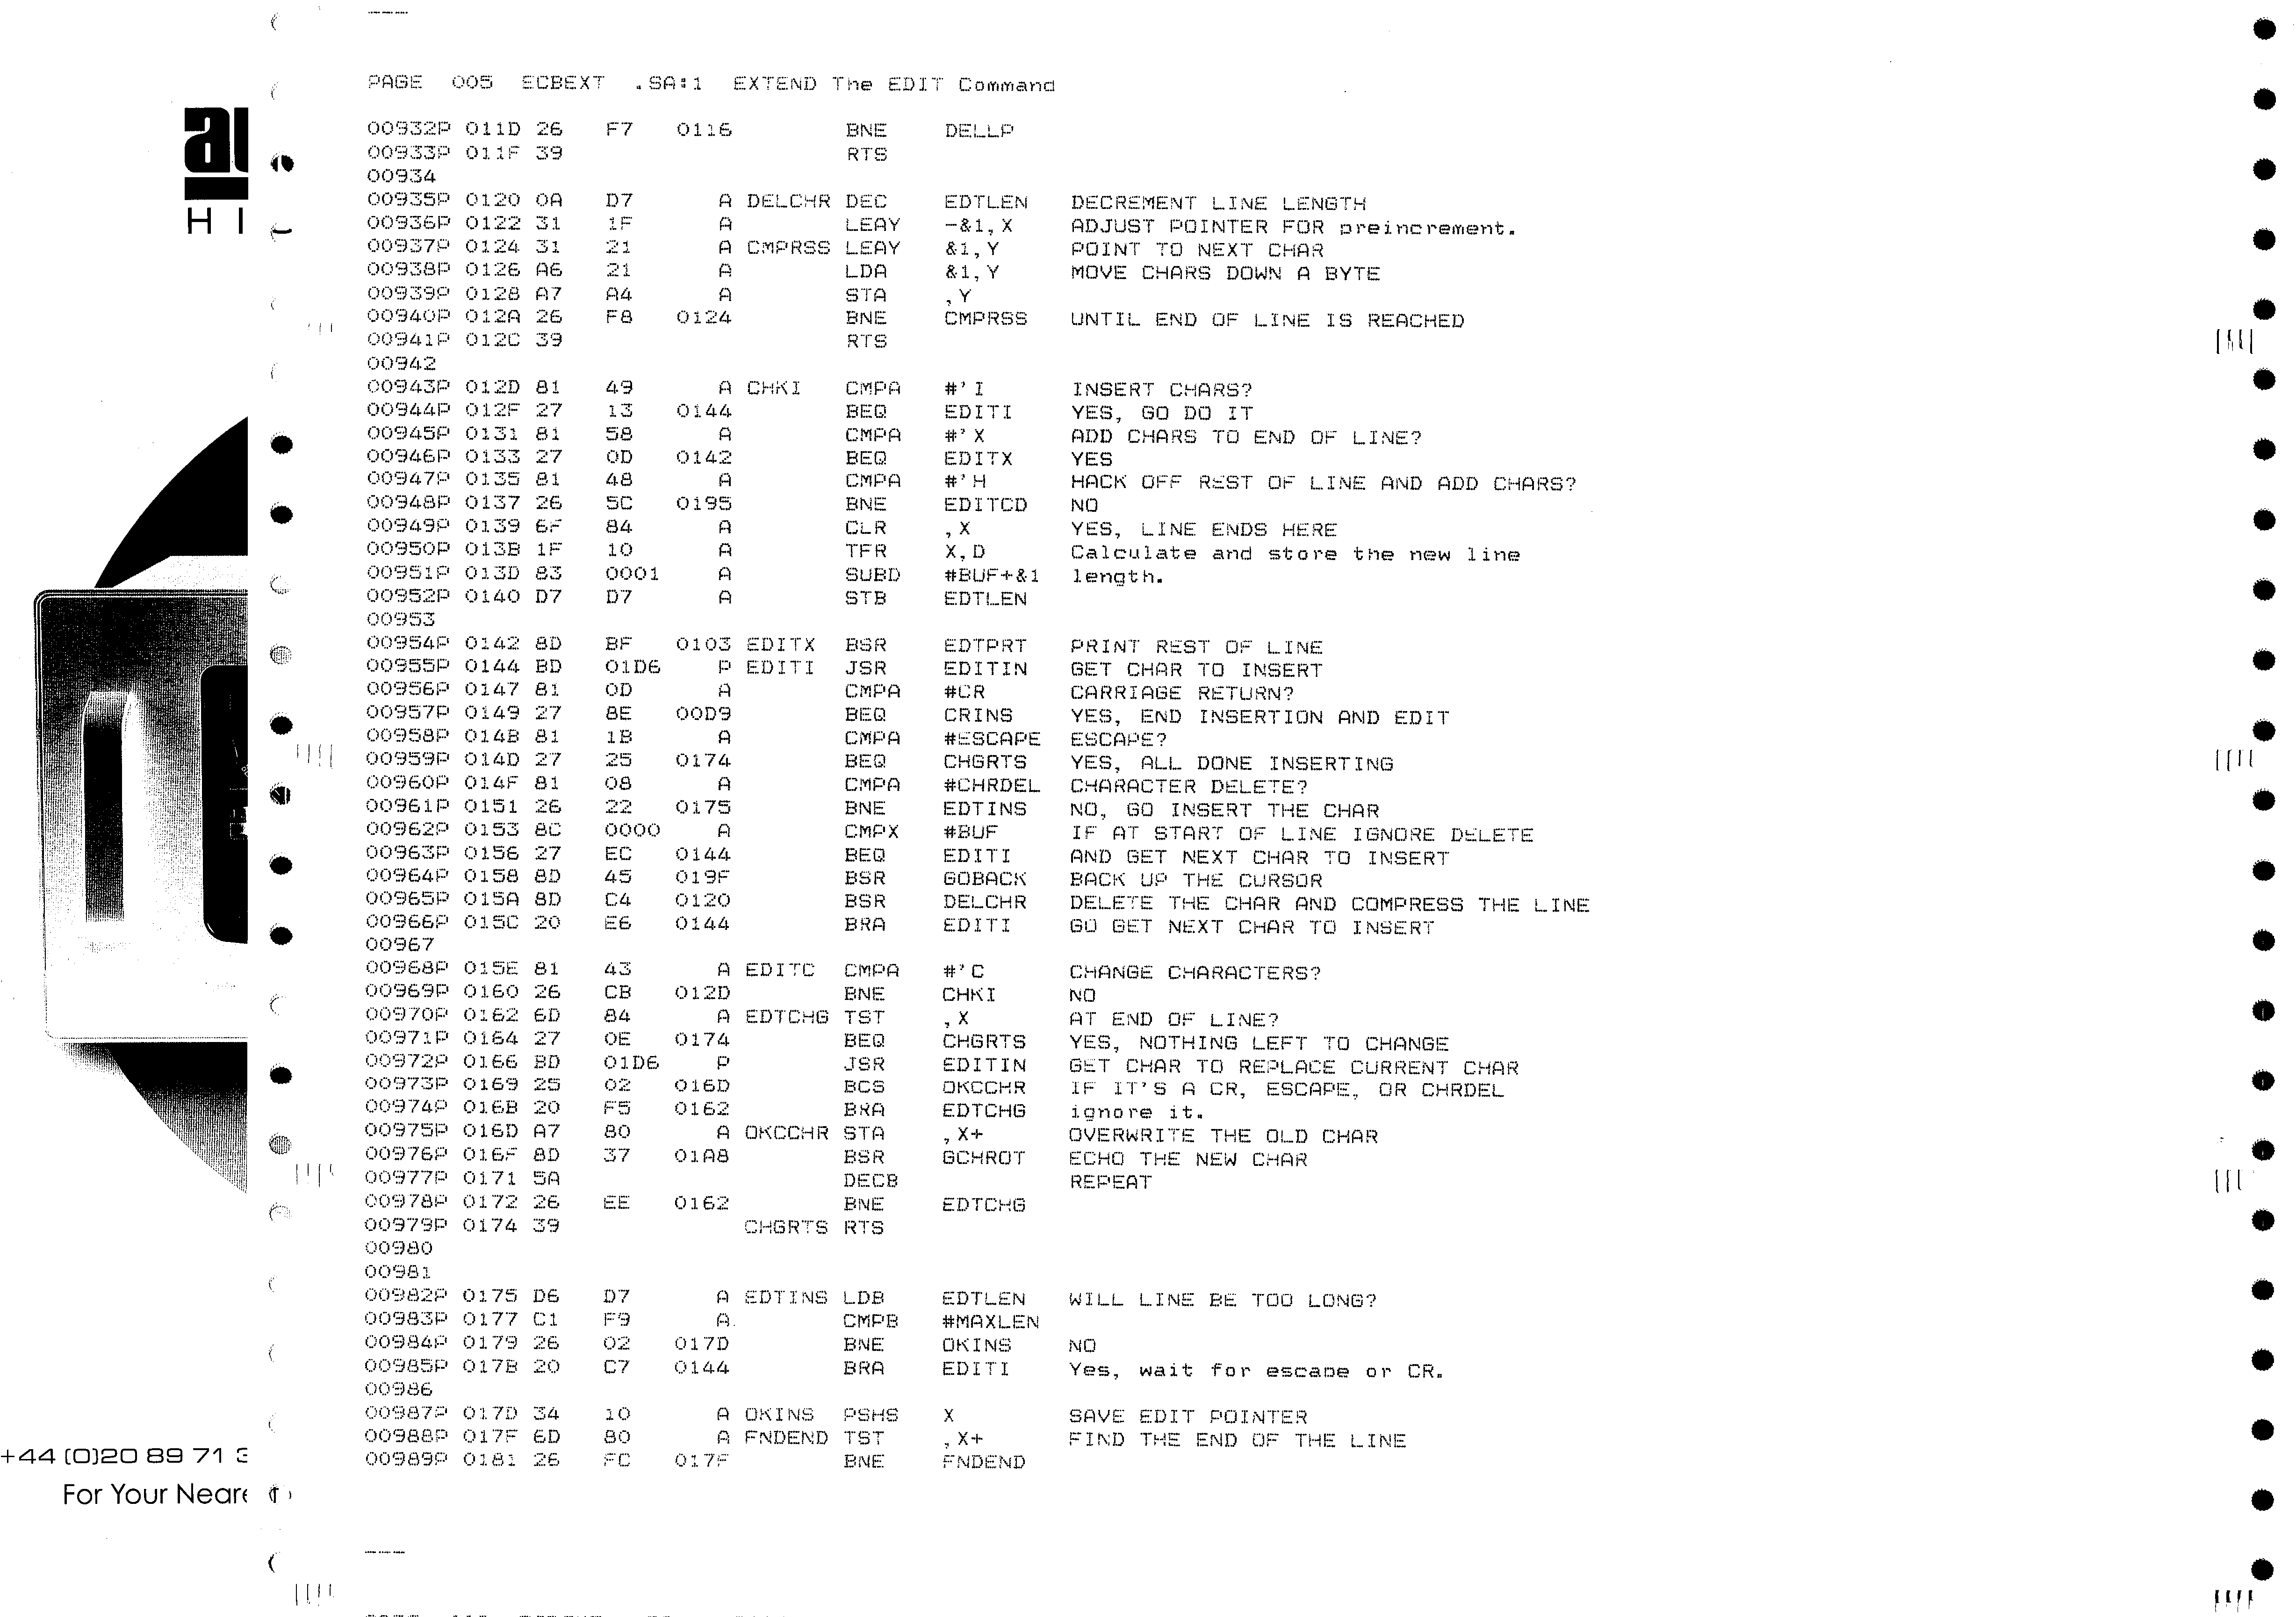 PAGE 005 ECBEXT .SA:1 EXTEND The EDIT Command
00932P 011D 26 F7 0116 BNE DELLP
00933P 011F 39 RTS
00934
00935P 0120 0A D7 A DELCHR DEC EDTLEN DECREMENT LINE LENGTH
00936P 0122 31 1F A LEAY -&1,X ADJUST POINTER FOR preincrement.
00937P 0124 31 21 A CMPRSS LEAY &1,Y POINT TO NEXT CHAR
00938P 0126 A6 21 A LDA &1,Y MOVE CHARS DOWN A BYTE
00939P 0128 A7 A4 A STA ,Y
00940P 012A 26 F8 0124 BNE CMPRSS UNTIL END OF LINE IS REACHED
00941P 012C 39 RTS
00942
00943P 012D 81 49 A CHKI CMPA #'I INSERT CHARS?
00944P 012F 27 13 0144 BEQ EDITI YES, GO DO IT
00945P 0131 81 58 A CMPA #'X ADD CHARS TO END OF LINE?
00946P 0133 27 0D 0142 BEQ EDITX YES
00947P 0135 81 48 A CMPA #'H HACK OFF REST OF LINE AND ADD CHARS?
00948P 0137 26 5C 0195 BNE EDITCD NO
00949P 0139 6F 84 A CLR ,X YES, LINE ENDS HERE
00950P 013B 1F 10 A TFR X,D Calculate and store the new line
00951P 013D 83 0001 A SUBD #BUF+&1 length.
00952P 0140 D7 D7 A STB EDTLEN
00953
00954P 0142 8D BF 0103 EDITX BSR EDTPRT PRINT REST OF LINE
00955P 0144 BD 01D6 P EDITI JSR EDITIN GET CHAR TO INSERT
00956P 0147 81 0D A CMPA #CR CARRIAGE RETURN?
00957P 0149 27 8E 00D9 BEQ CRINS YES, END INSERTION AND EDIT
00958P 014B 81 1B A CMPA #ESCAPE ESCAPE?
00959P 014D 27 25 0174 BEQ CHGRTS YES, ALL DONE INSERTING
00960P 014F 81 08 A CMPA #CHRDEL CHARACTER DELETE?
00961P 0151 26 22 0175 BNE EDTINS NO, GO INSERT THE CHAR
00962P 0153 8C 0000 A CMPX #BUF IF AT START OF LINE IGNORE DELETE
00963P 0156 27 EC 0144 BEQ EDITI AND GET NEXT CHAR TO INSERT
00964P 0158 8D 45 019F BSR GOBACK BACK UP THE CURSOR
00965P 015A 8D C4 0120 BSR DELCHR DELETE THE CHAR AND COMPRESS THE LINE
00966P 015C 20 E6 0144 BRA EDITI GO GET NEXT CHAR TO INSERT
00967
00968P 015E 81 43 A EDITC CMPA #'C CHANGE CHARACTERS?
00969P 0160 26 CB 012D BNE CHKI NO
00970P 0162 6D 84 A EDTCHG TST ,X AT END OF LINE?
00971P 0164 27 0E 0174 BEQ CHGRTS YES, NOTHING LEFT TO CHANGE
00972P 0166 BD 01D6 P JSR EDITIN GET CHAR TO REPLACE CURRENT CHAR
00973P 0169 25 02 016D BCS OKCCHR IF IT'S A CR, ESCAPE, OR CHRDEL
00974P 016B 20 F5 0162 BRA EDTCHG ignore it.
00975P 016D A7 80 A OKCCHR STA ,X+ OVERWRITE THE OLD CHAR
00976P 016F 8D 37 01A8 BSR GCHROT ECHO THE NEW CHAR
00977P 0171 5A DECB REPEAT
00978P 0172 26 EE 0162 BNE EDTCHG
00979P 0174 39 CHGRTS RTS
00980
00981
00982P 0175 D6 D7 A EDTINS LDB EDTLEN WILL LINE BE TOO LONG?
00983P 0177 C1 F9 A CMPB #MAXLEN
00984P 0179 26 02 017D BNE OKINS NO
00985P 017B 20 C7 0144 BRA EDITI Yes, wait for escape or CR.
00986
00987P 017D 34 10 A OKINS PSHS X SAVE EDIT POINTER
00988P 017F 6D 80 A FNDEND TST ,X+ FIND THE END OF THE LINE
00989P 0181 26 FC 017F BNE FNDEND
H I
+44 (0)20 89 71 3
For Your Neare